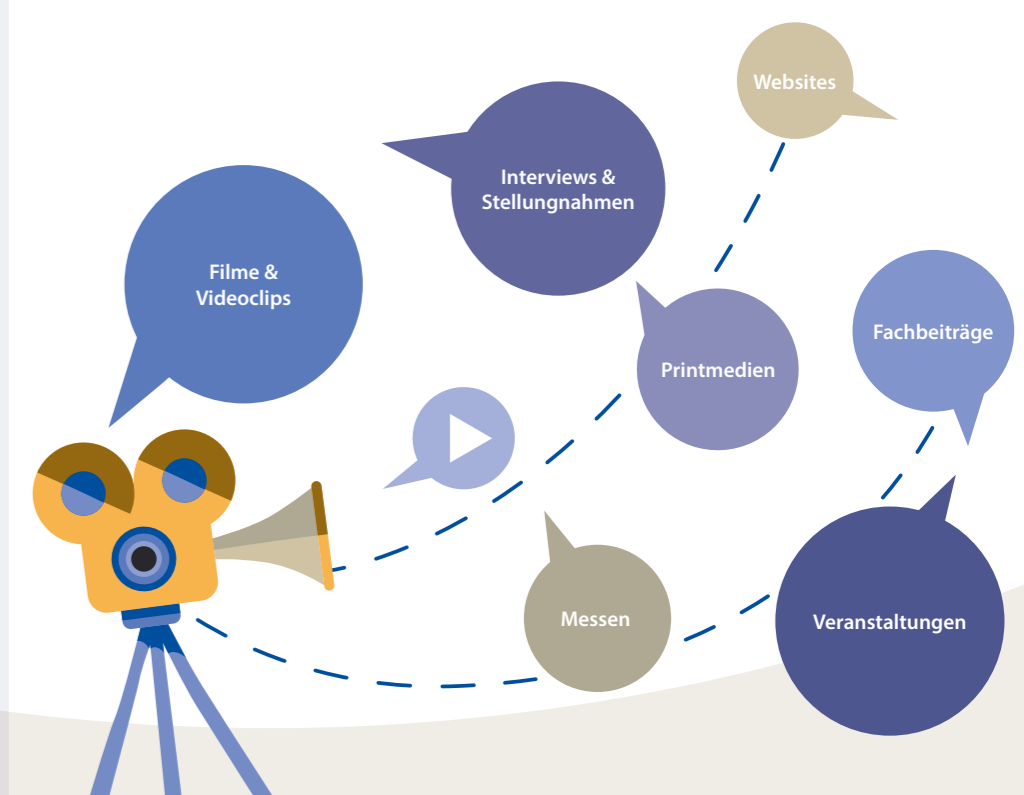 Websites
Interviews &
Stellungnahmen
Filme &
Videoclips
Fachbeiträge
Printmedien
Messen
Veranstaltungen